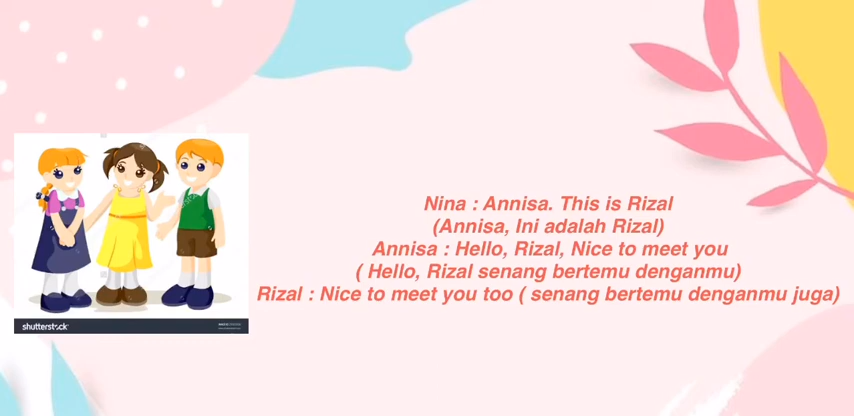 Nina : Annisa. This is Rizal
(Annisa, Ini adalah Rizal)
Annisa : Hello, Rizal, Nice to meet you
( Hello, Rizal senang bertemu denganmu)
Rizal : Nice to meet you too ( senang bertemu denganmu juga)
shutterstock